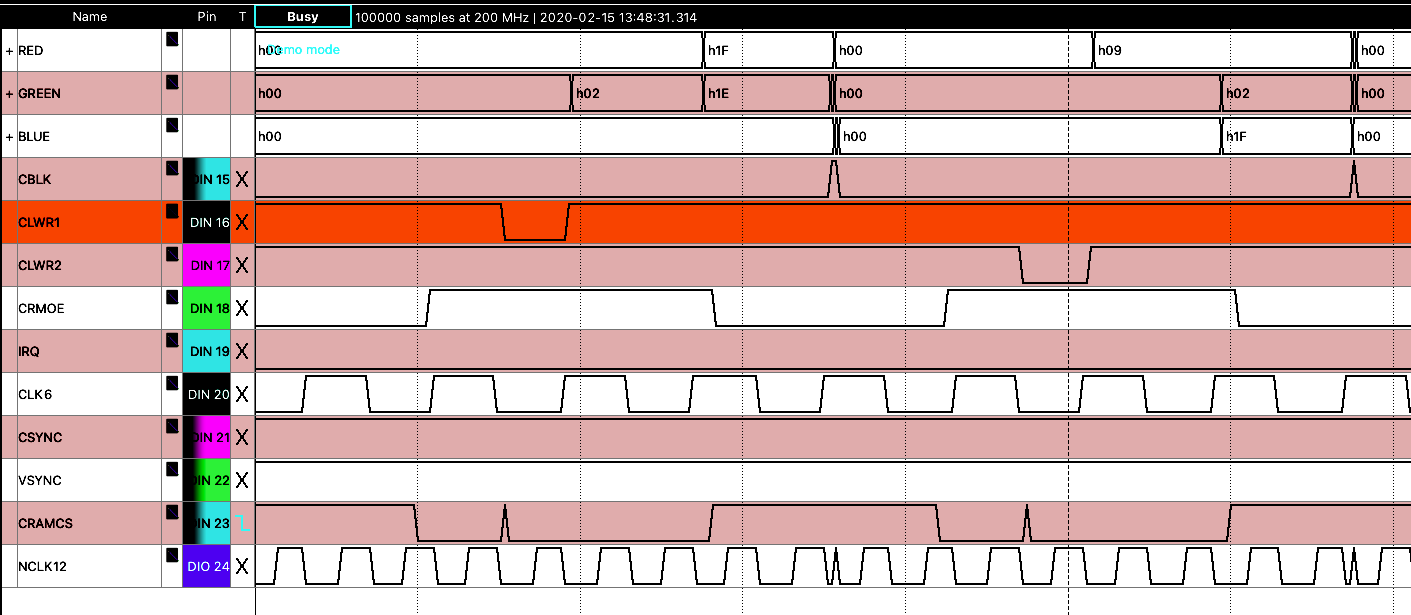 Name Pin T Busy 100000 samples at 200 MHz | 2020-02-15 13:48:31.314
+ RED h00 Demo mode h1F h00 h09 h00
+ GREEN h00 h02 h1E h00 h02 h00
+ BLUE h00 h00 h1F h00
CBLK DIN 15 X
CLWR1 DIN 16 X
CLWR2 DIN 17 X
CRMOE DIN 18 X
IRQ DIN 19 X
CLK6 DIN 20 X
CSYNC DIN 21 X
VSYNC DIN 22 X
CRAMCS DIN 23
NCLK12 DIO 24 X